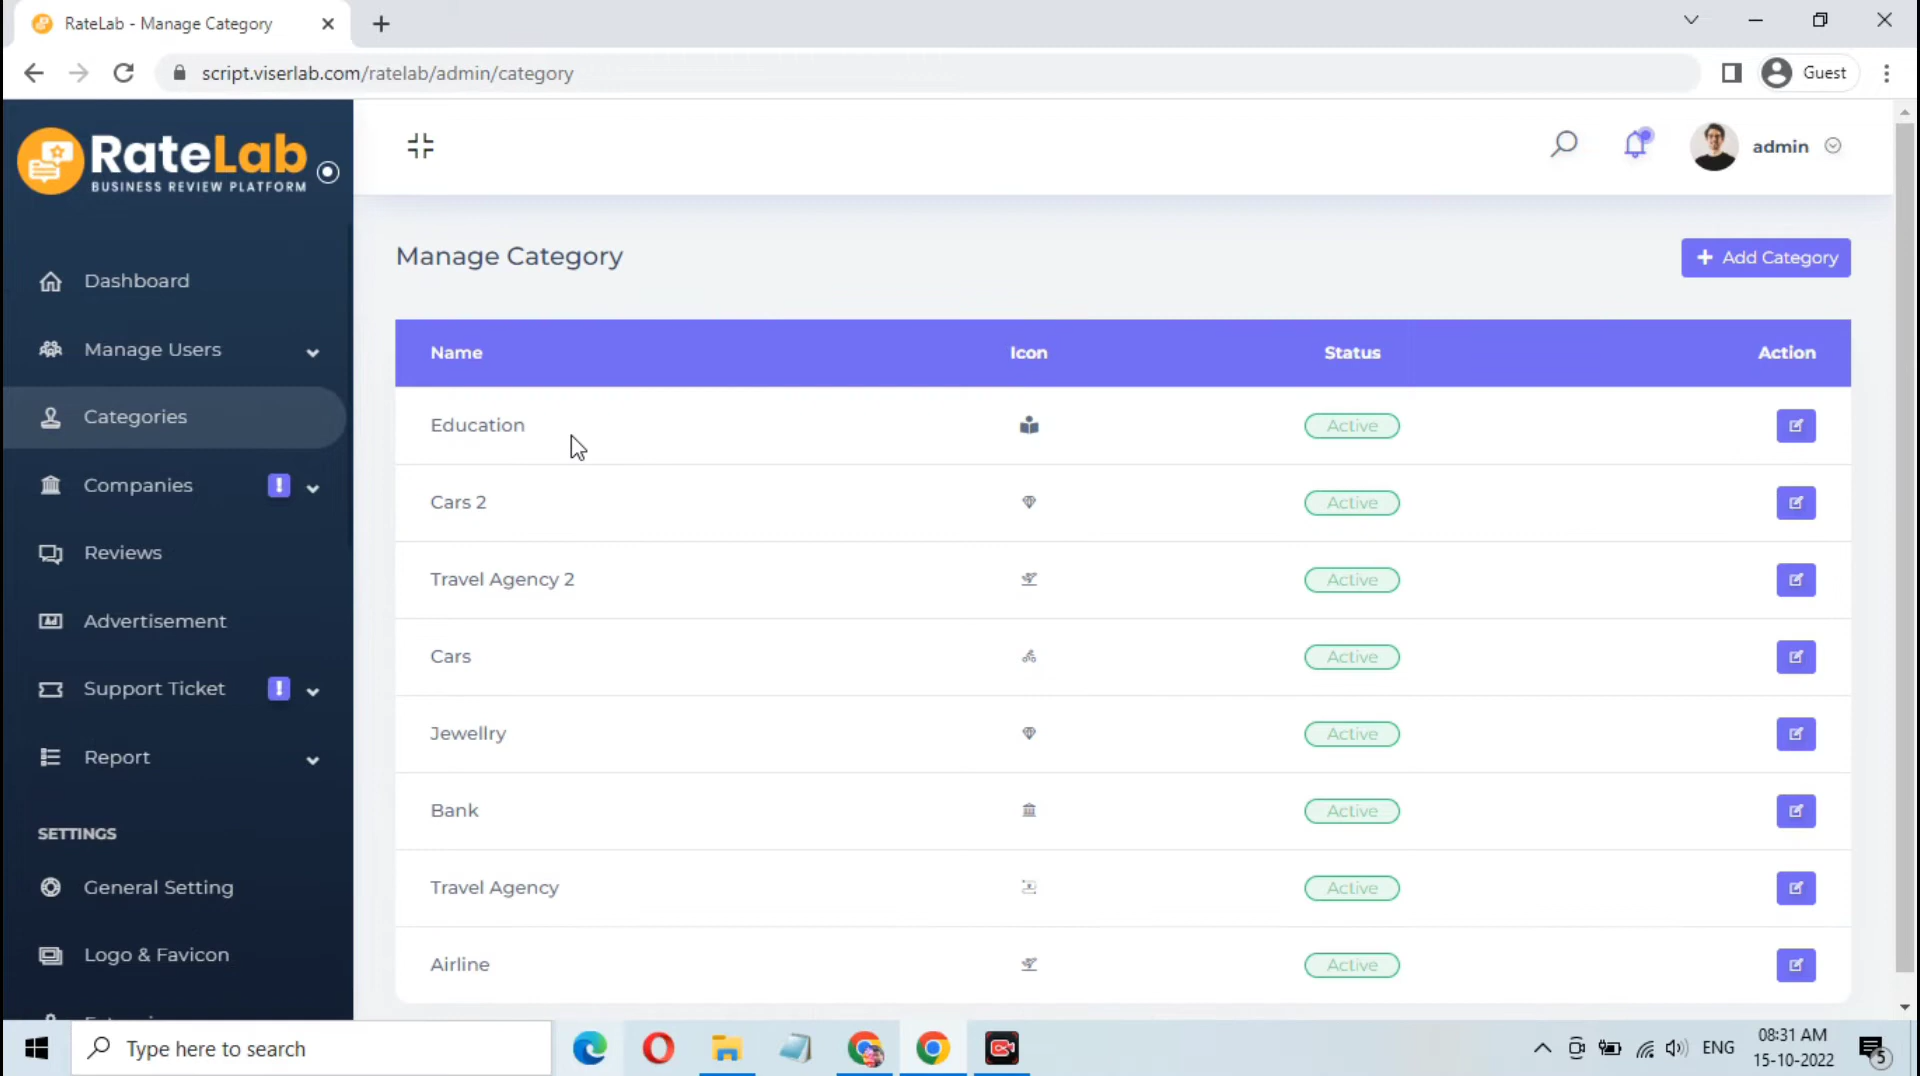 RateLab - Manage Category
script.viserlab.com/ratelab/admin/category
Guest
RateLab
BUSINESS REVIEW PLATFORM
admin
Dashboard
Manage Users
Categories
Companies
!
Reviews
Advertisement
Support Ticket
!
Report
SETTINGS
General Setting
Logo & Favicon
Manage Category
+ Add Category
Name Icon Status Action
Education Active
Cars 2 Active
Travel Agency 2 Active
Cars Active
Jewellry Active
Bank Active
Travel Agency Active
Airline Active
Type here to search
ENG
08:31 AM
15-10-2022
5